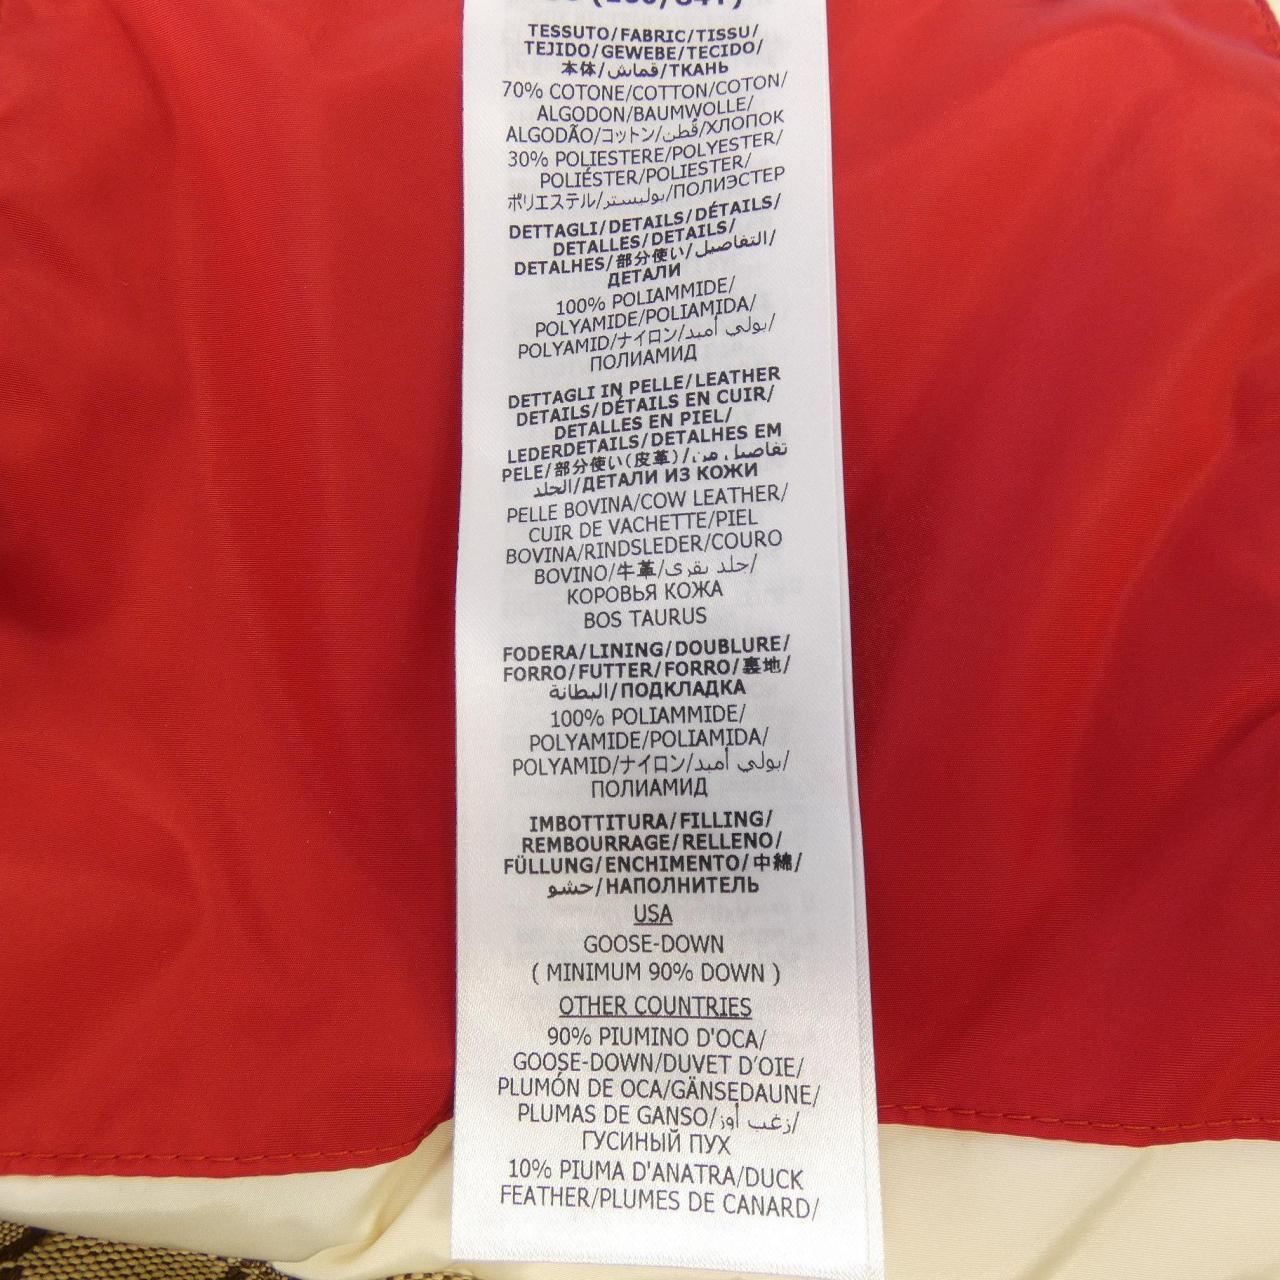 TESSUTO/FABRIC/TISSU/
TEJIDO/GEWEBE/TECIDO/
本体/قماش/ТКАНЬ
70% COTONE/COTTON/COTON/
ALGODON/BAUMWOLLE/
ALGODÃO/コットン/قطن/ХЛОПОК
30% POLIESTERE/POLYESTER/
POLIÉSTER/POLIESTER/
ポリエステル/بوليستر/ПОЛИЭСТЕР
DETTAGLI/DETAILS/DÉTAILS/
DETALLES/DETAILS/
DETALHES/部分使い/التفاصيل/
ДЕТАЛИ
100% POLIAMMIDE/
POLYAMIDE/POLIAMIDA/
POLYAMID/ナイロン/بولي أميد/
ПОЛИАМИД
DETTAGLI IN PELLE/LEATHER
DETAILS/DÉTAILS EN CUIR/
DETALLES EN PIEL/
LEDERDETAILS/DETALHES EM
PELE/部分使い(皮革)/تفاصيل من
الجلد/ДЕТАЛИ ИЗ КОЖИ
PELLE BOVINA/COW LEATHER/
CUIR DE VACHETTE/PIEL
BOVINA/RINDSLEDER/COURO
BOVINO/牛革/جلد بقري/
КОРОВЬЯ КОЖА
BOS TAURUS
FODERA/LINING/DOUBLURE/
FORRO/FUTTER/FORRO/裏地/
البطانة/ПОДКЛАДКА
100% POLIAMMIDE/
POLYAMIDE/POLIAMIDA/
POLYAMID/ナイロン/بولي أميد/
ПОЛИАМИД
IMBOTTITURA/FILLING/
REMBOURRAGE/RELLENO/
FÜLLUNG/ENCHIMENTO/中綿/
حشو/НАПОЛНИТЕЛЬ
USA
GOOSE-DOWN
( MINIMUM 90% DOWN )
OTHER COUNTRIES
90% PIUMINO D'OCA/
GOOSE-DOWN/DUVET D'OIE/
PLUMÓN DE OCA/GÄNSEDAUNE/
PLUMAS DE GANSO/زغب أوز/
ГУСИНЫЙ ПУХ
10% PIUMA D'ANATRA/DUCK
FEATHER/PLUMES DE CANARD/